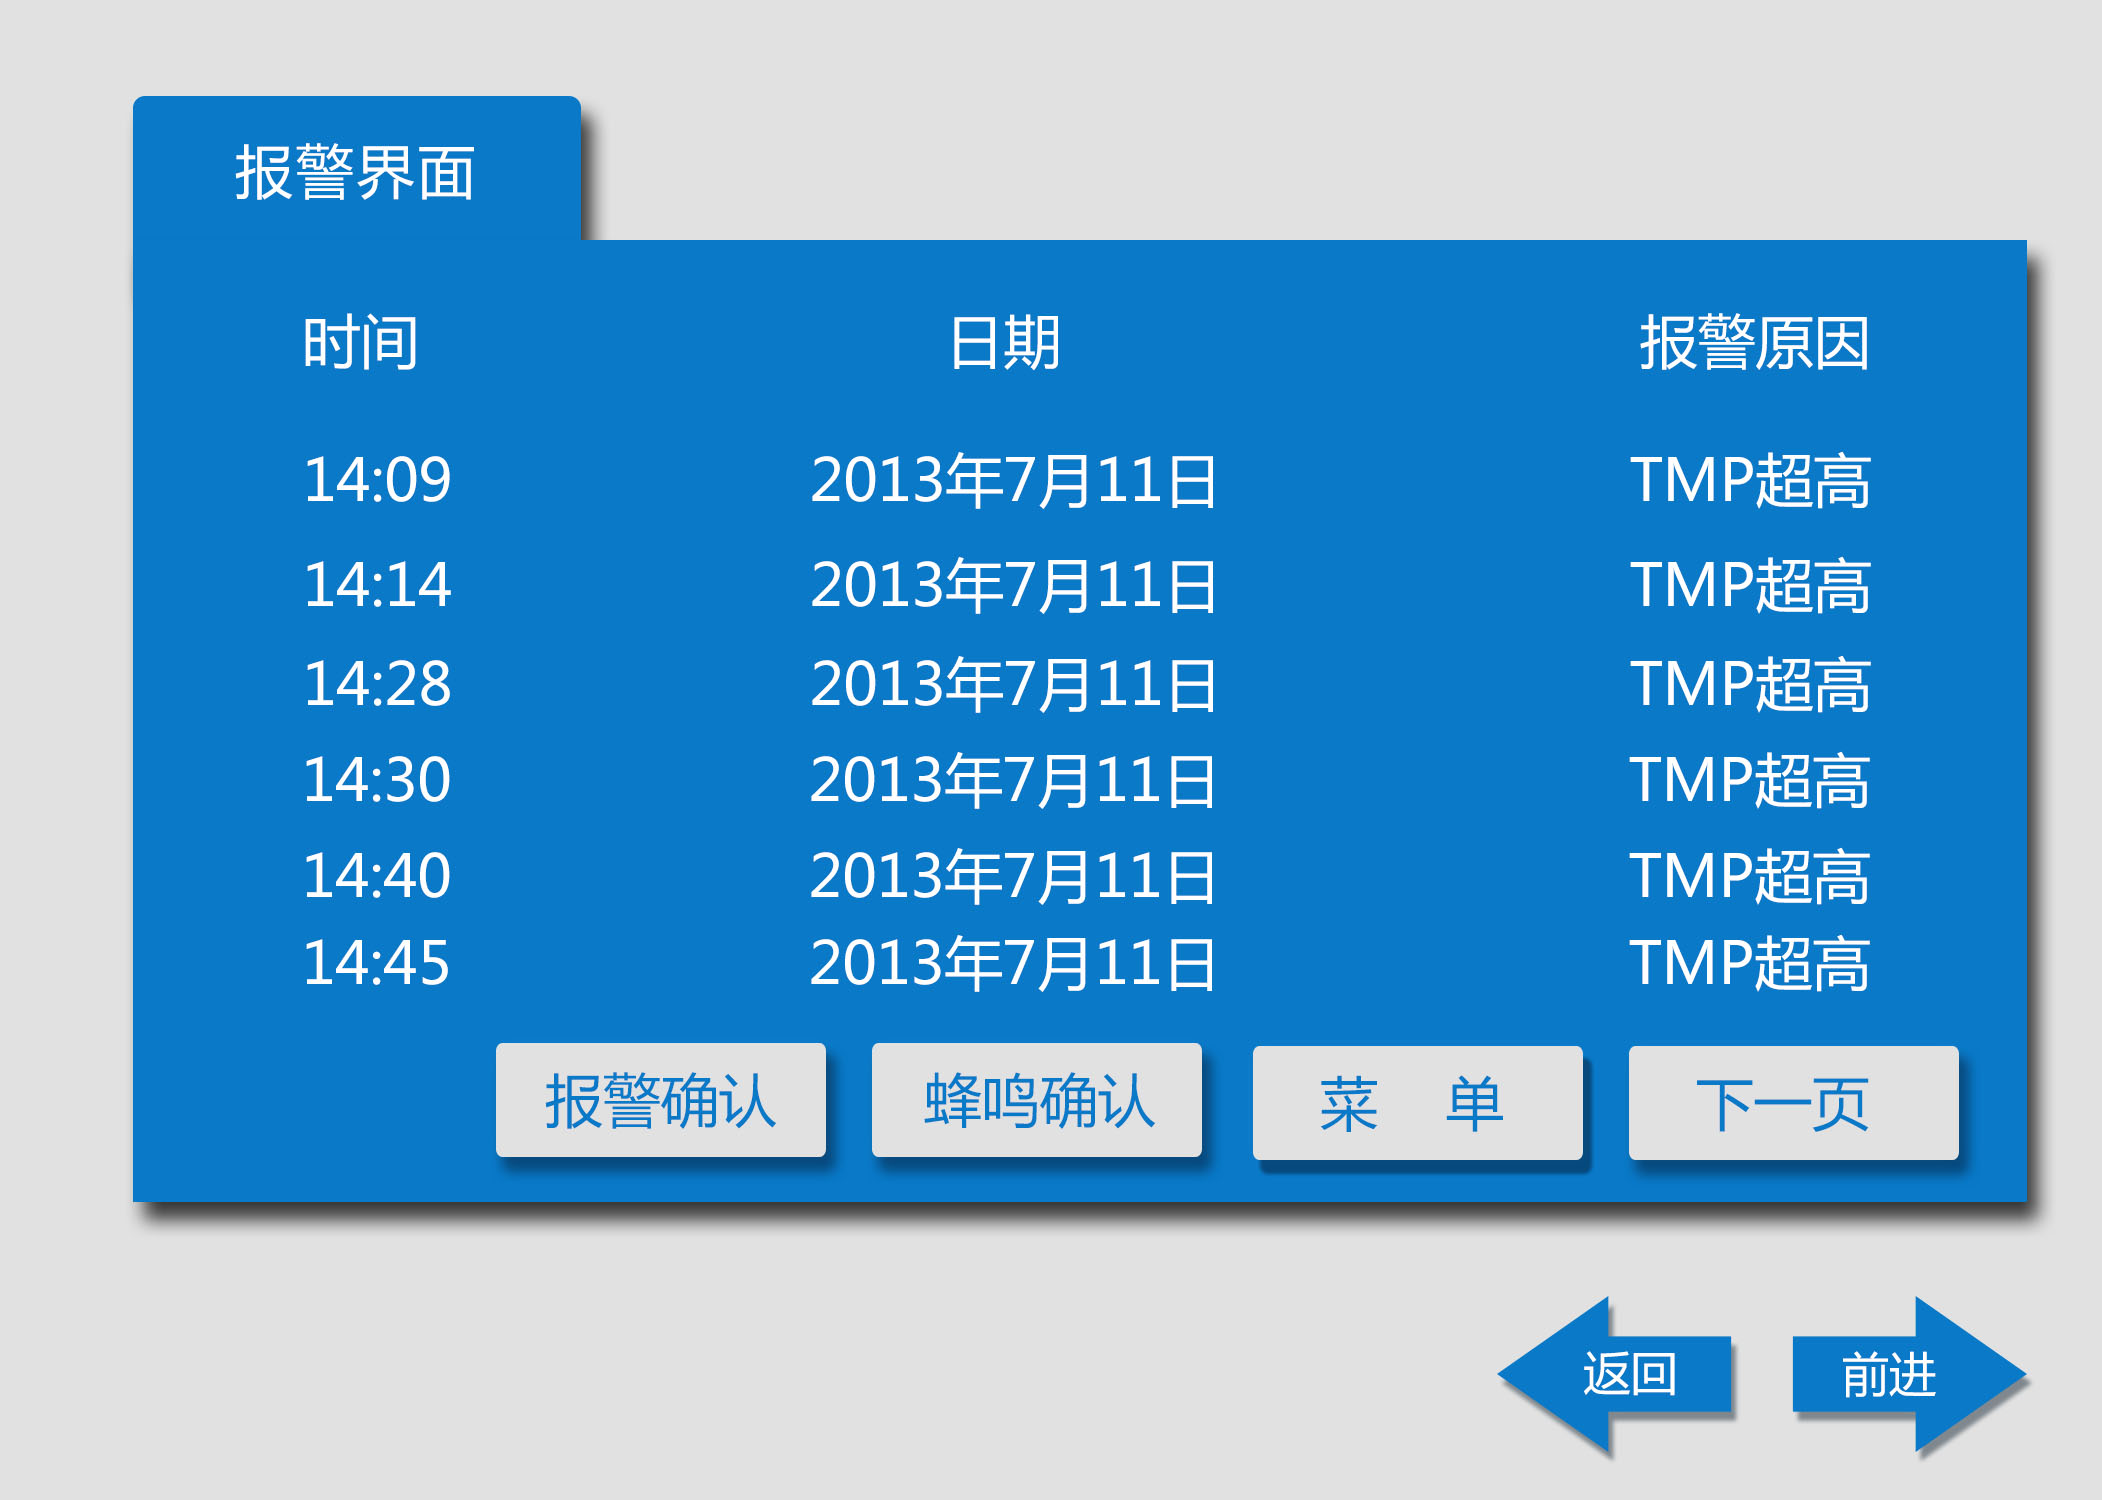 报警界面
时间 日期 报警原因
14:09 2013年7月11日 TMP超高
14:14 2013年7月11日 TMP超高
14:28 2013年7月11日 TMP超高
14:30 2013年7月11日 TMP超高
14:40 2013年7月11日 TMP超高
14:45 2013年7月11日 TMP超高
报警确认 蜂鸣确认 菜 单 下一页
返回 前进